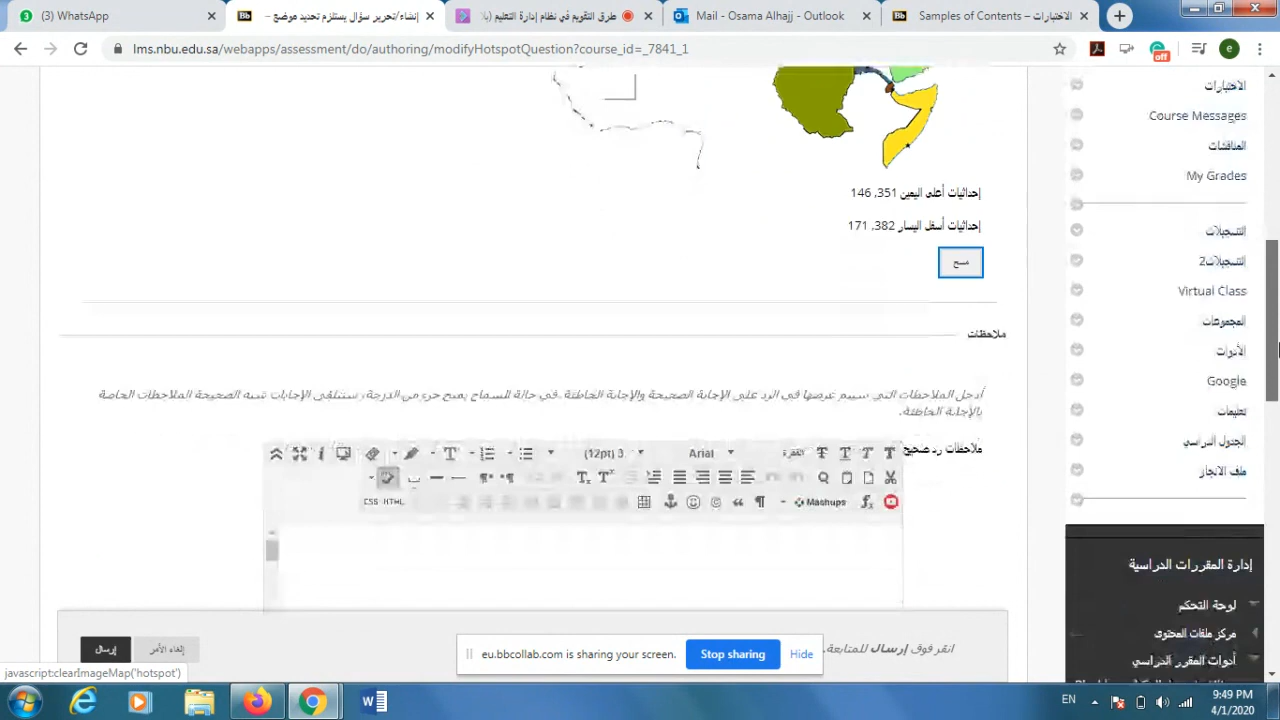 (3) WhatsApp
إنشاء/تحرير سؤال يستلزم تحديد موضع –
طرق التقويم في نظام إدارة التعليم
Mail - Osama Alhajj - Outlook
Samples of Contents – الاختبارات
lms.nbu.edu.sa/webapps/assessment/do/authoring/modifyHotspotQuestion?course_id=_7841_1
off
e
الاختبارات
Course Messages
المناقشات
My Grades
التسجيلات
التسجيلات2
Virtual Class
المجموعات
الأدوات
Google
تعليمات
الجدول الدراسي
ملف الانجاز
إدارة المقررات الدراسية
لوحة التحكم
مركز ملفات المحتوى
أدوات المقرر الدراسي
إحداثيات أعلى اليمين 351, 146
إحداثيات أسفل اليسار 382, 171
مسح
ملاحظات
أدخل الملاحظات التي سيتم عرضها في الرد على الإجابة الصحيحة والإجابة الخاطئة. في حالة السماح بمنح جزء من الدرجة، ستتلقى الإجابات شبه الصحيحة الملاحظات الخاصة
بالإجابة الخاطئة.
ملاحظات رد صحيح
الفقرة
Arial
3 (12pt)
Mashups
HTML CSS
انقر فوق إرسال للمتابعة.
إلغاء الأمر
إرسال
eu.bbcollab.com is sharing your screen.
Stop sharing
Hide
javascript:clearImageMap('hotspot')
EN
9:49 PM
4/1/2020